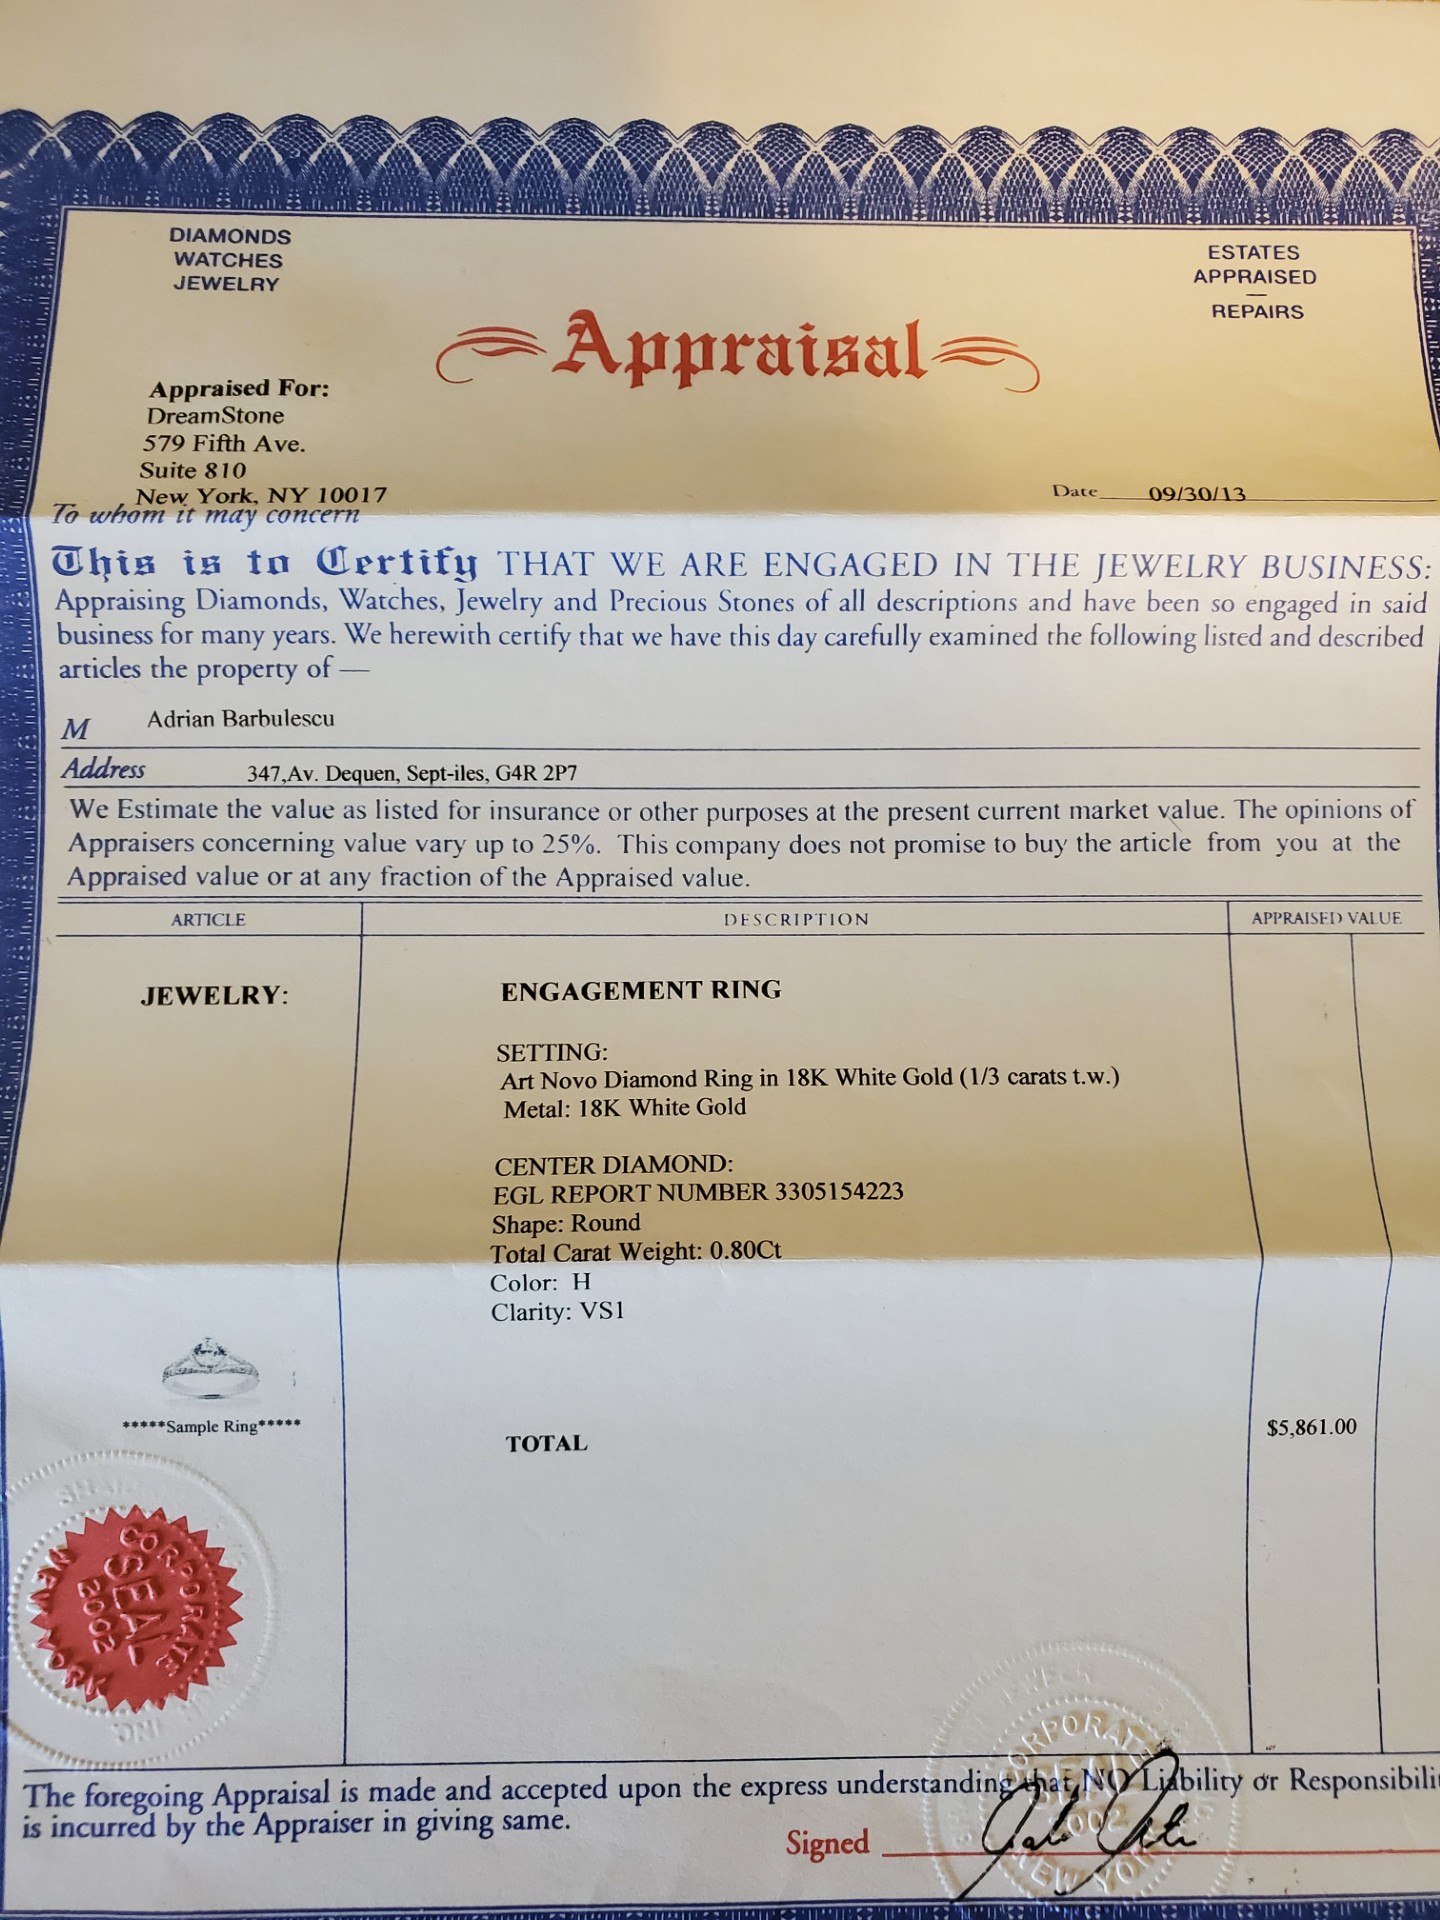 DIAMONDS
WATCHES
JEWELRY
ESTATES
APPRAISED
REPAIRS
Appraisal
Appraised For:
DreamStone
579 Fifth Ave.
Suite 810
New York, NY 10017
Date 09/30/13
To whom it may concern
This is to Certify THAT WE ARE ENGAGED IN THE JEWELRY BUSINESS:
Appraising Diamonds, Watches, Jewelry and Precious Stones of all descriptions and have been so engaged in said
business for many years. We herewith certify that we have this day carefully examined the following listed and described
articles the property of —
M Adrian Barbulescu
Address 347,Av. Dequen, Sept-iles, G4R 2P7
We Estimate the value as listed for insurance or other purposes at the present current market value. The opinions of
Appraisers concerning value vary up to 25%. This company does not promise to buy the article from you at the
Appraised value or at any fraction of the Appraised value.
ARTICLE DESCRIPTION APPRAISED VALUE
JEWELRY: ENGAGEMENT RING
SETTING:
Art Novo Diamond Ring in 18K White Gold (1/3 carats t.w.)
Metal: 18K White Gold
CENTER DIAMOND:
EGL REPORT NUMBER 3305154223
Shape: Round
Total Carat Weight: 0.80Ct
Color: H
Clarity: VS1
*****Sample Ring*****
TOTAL $5,861.00
CORPORATE
SEAL
2002
NEW YORK
INC.
The foregoing Appraisal is made and accepted upon the express understanding that NO Liability or Responsibili
is incurred by the Appraiser in giving same.
Signed
CORPORATE
2002
NEW YORK